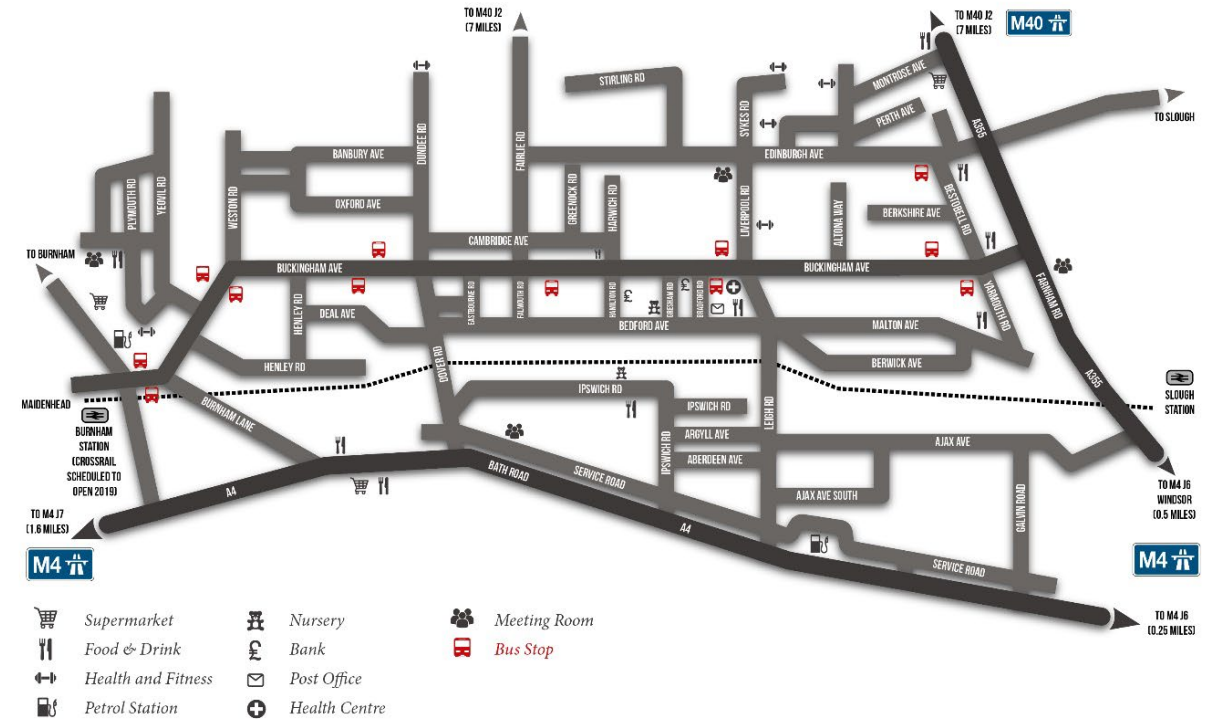 TO M40 J2
(7 MILES)
TO M40 J2
(7 MILES)
M40
STIRLING RD
MONTROSE AVE
PERTH AVE
A355
TO SLOUGH
SYKES RD
DUNDEE RD
FAIRLIE RD
BANBURY AVE
EDINBURGH AVE
PLYMOUTH RD
YEOVIL RD
WESTON RD
OXFORD AVE
GREENOCK RD
HARWICH RD
LIVERPOOL RD
ALTONA WAY
BERKSHIRE AVE
BESTOBELL RD
CAMBRIDGE AVE
TO BURNHAM
BUCKINGHAM AVE
BUCKINGHAM AVE
FARNHAM RD
HENLEY RD
DEAL AVE
EASTBOURNE RD
FALMOUTH RD
HAMILTON RD
GRESHAM RD
BRADFORD RD
YARMOUTH RD
BEDFORD AVE
MALTON AVE
HENLEY RD
DOVER RD
BERWICK AVE
A355
MAIDENHEAD
BURNHAM
STATION
(CROSSRAIL
SCHEDULED TO
OPEN 2019)
BURNHAM LANE
IPSWICH RD
IPSWICH RD
LEIGH RD
SLOUGH
STATION
ARGYLL AVE
AJAX AVE
IPSWICH RD
ABERDEEN AVE
BATH ROAD
SERVICE ROAD
AJAX AVE SOUTH
GALVIN ROAD
A4
A4
TO M4 J6
WINDSOR
(0.5 MILES)
TO M4 J7
(1.6 MILES)
M4
SERVICE ROAD
M4
TO M4 J6
(0.25 MILES)
Supermarket
Nursery
Meeting Room
Food & Drink
£ Bank
Bus Stop
Health and Fitness
Post Office
Petrol Station
Health Centre